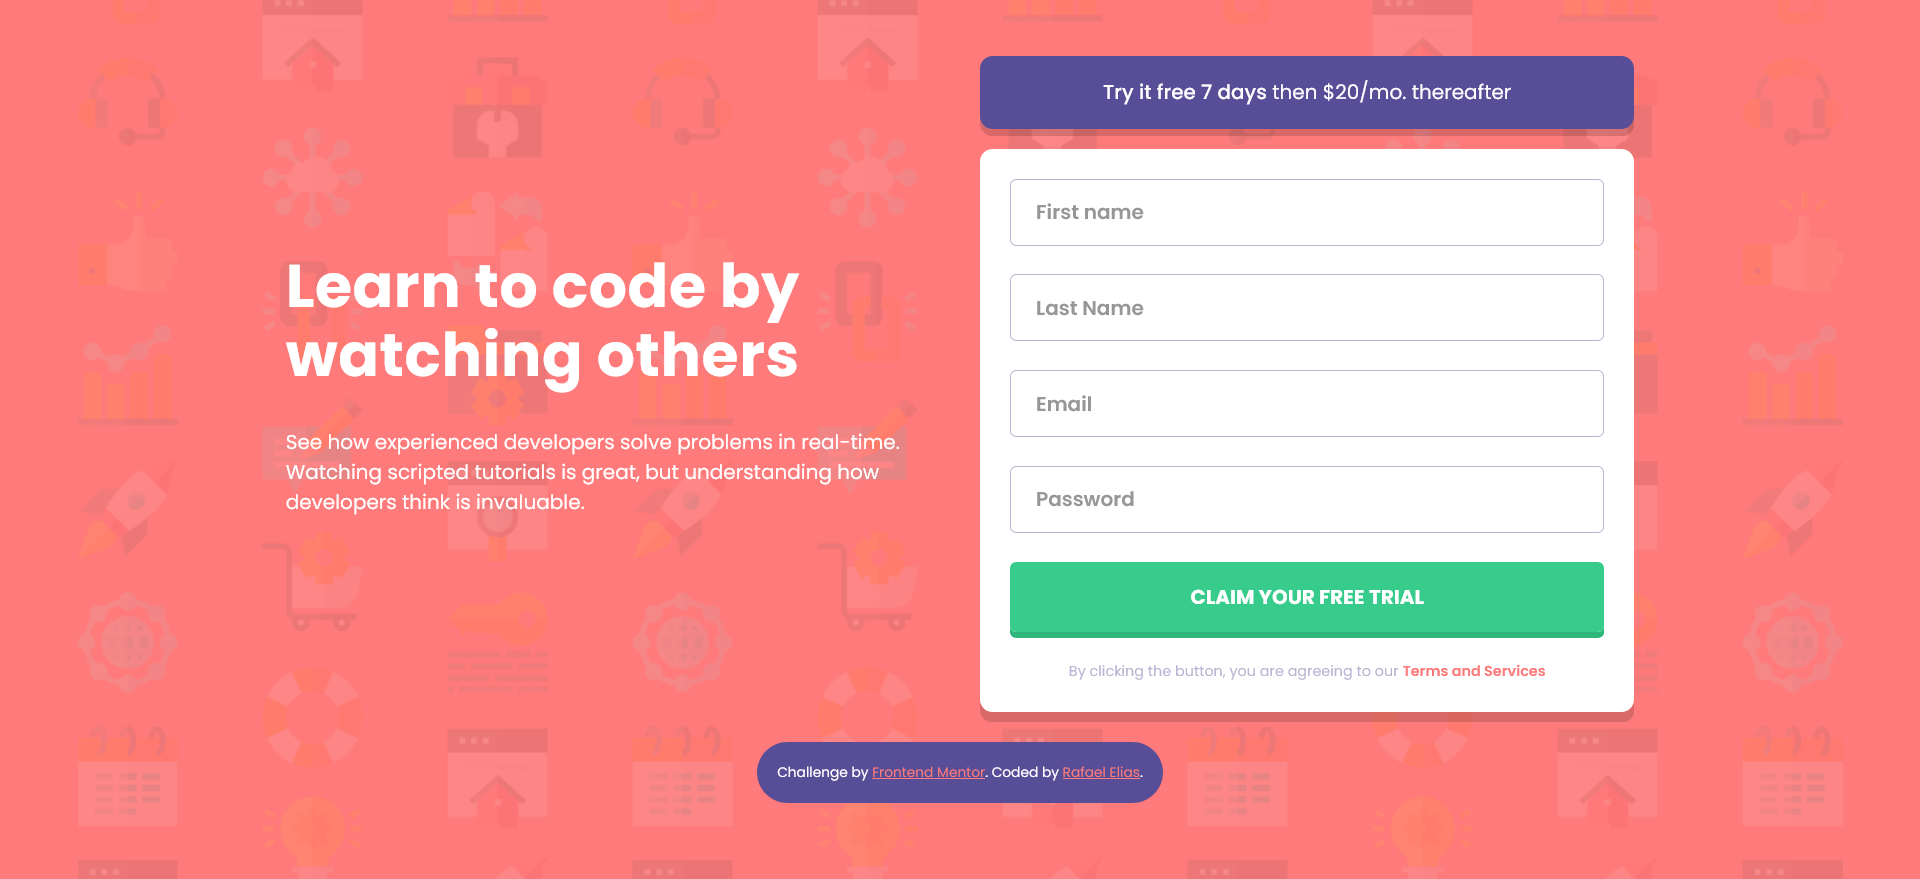 Learn to code by
watching others
See how experienced developers solve problems in real-time.
Watching scripted tutorials is great, but understanding how
developers think is invaluable.
Try it free 7 days then $20/mo. thereafter
First name
Last Name
Email
Password
CLAIM YOUR FREE TRIAL
By clicking the button, you are agreeing to our Terms and Services
Challenge by Frontend Mentor. Coded by Rafael Elias.